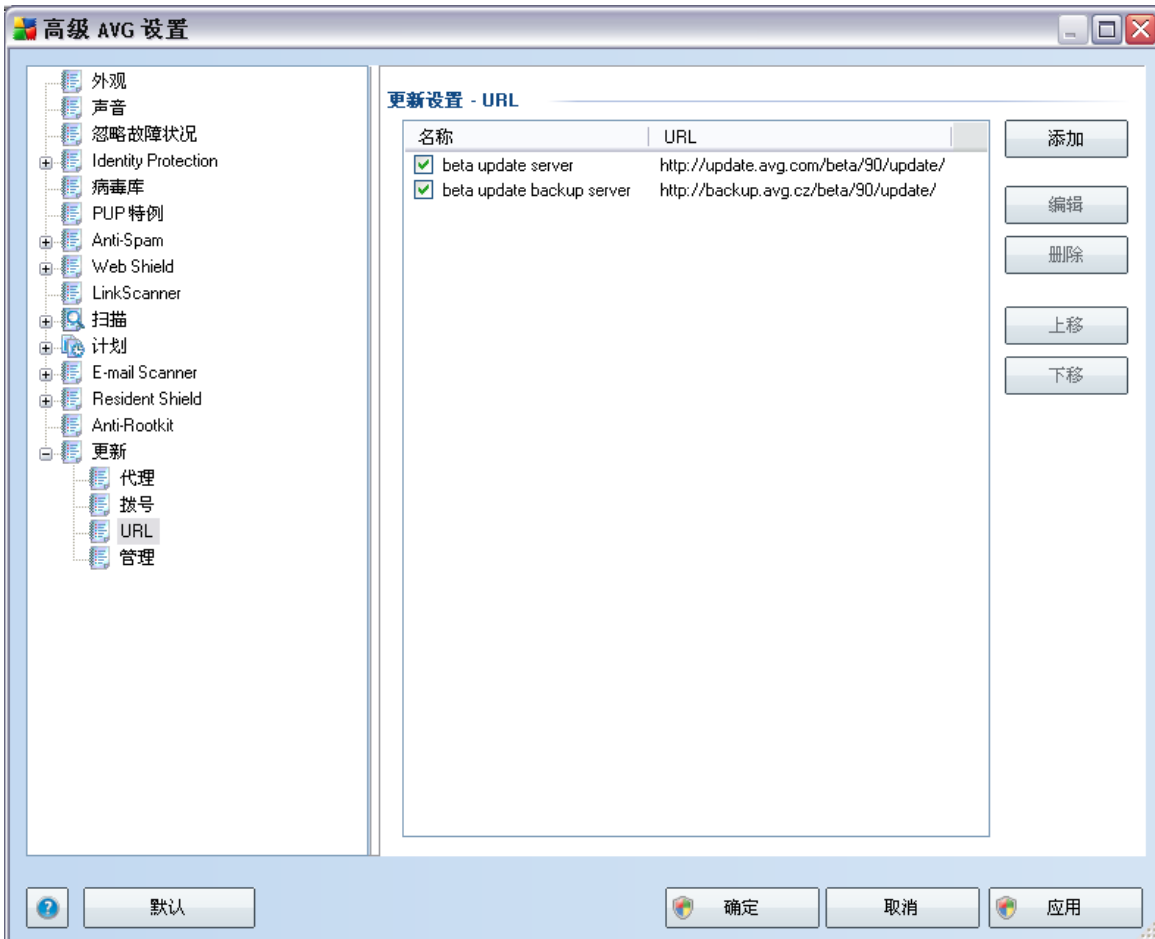 高级 AVG 设置
外观
声音
忽略故障状况
Identity Protection
病毒库
PUP 特例
Anti-Spam
Web Shield
LinkScanner
扫描
计划
E-mail Scanner
Resident Shield
Anti-Rootkit
更新
代理
拨号
URL
管理
更新设置 - URL
名称 URL
beta update server http://update.avg.com/beta/90/update/
beta update backup server http://backup.avg.cz/beta/90/update/
添加
编辑
删除
上移
下移
默认 确定 取消 应用